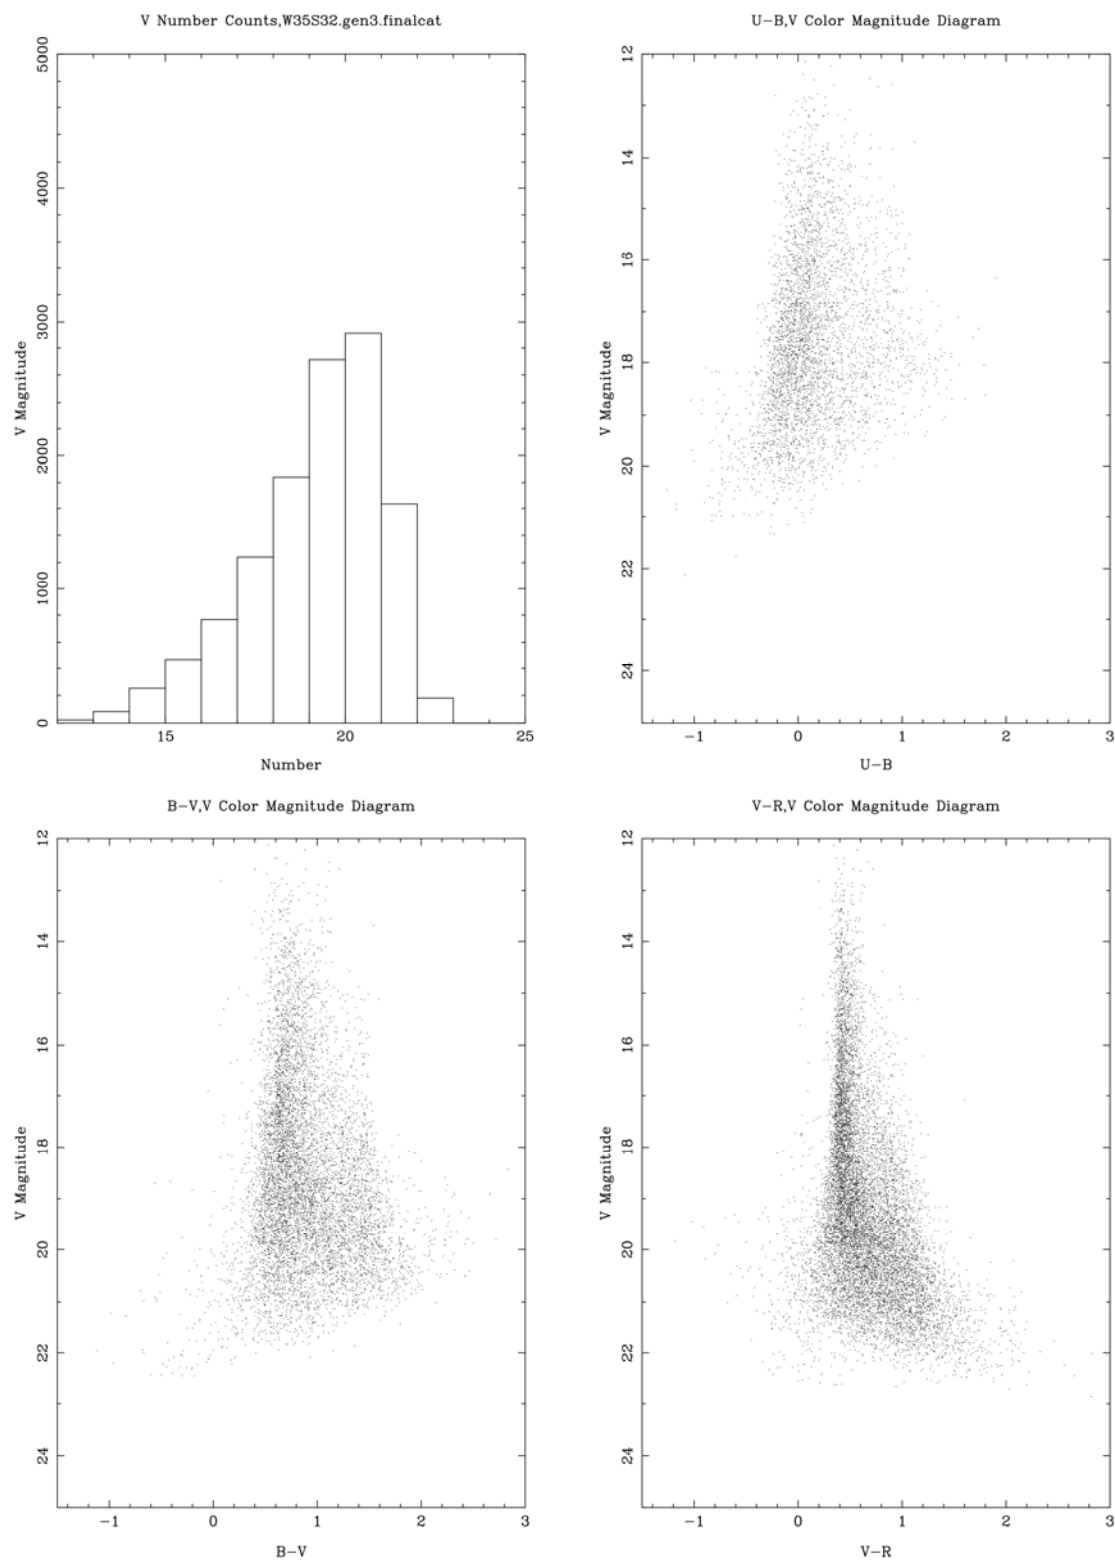 V Number Counts,W35S32.gen3.finalcat
V Magnitude
5000
4000
3000
2000
1000
0
15 20 25
Number
U-B,V Color Magnitude Diagram
V Magnitude
12
14
16
18
20
22
24
-1 0 1 2 3
U-B
B-V,V Color Magnitude Diagram
V Magnitude
12
14
16
18
20
22
24
-1 0 1 2 3
B-V
V-R,V Color Magnitude Diagram
V Magnitude
12
14
16
18
20
22
24
-1 0 1 2 3
V-R